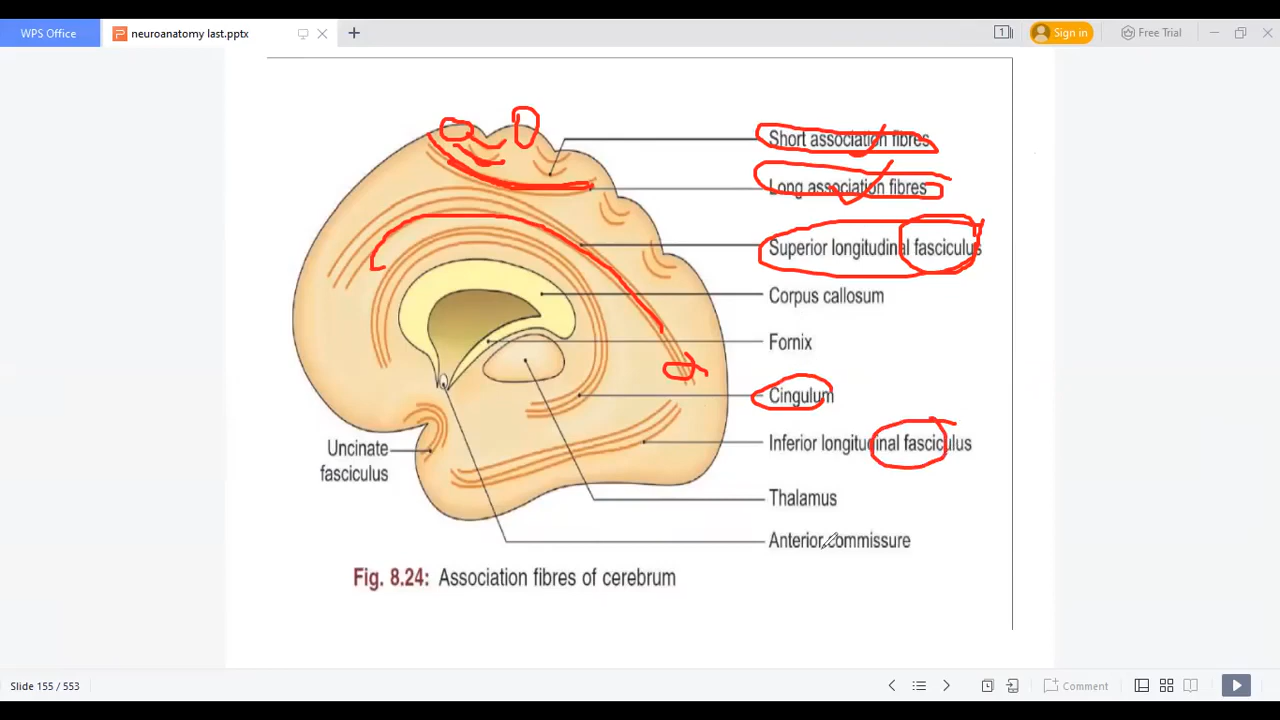 WPS Office
neuroanatomy last.pptx
1
Sign in
Free Trial
Short association fibres
Long association fibres
Superior longitudinal fasciculus
Corpus callosum
Fornix
Cingulum
Inferior longitudinal fasciculus
Uncinate
fasciculus
Thalamus
Anterior commissure
Fig. 8.24: Association fibres of cerebrum
Slide 155 / 553
Comment